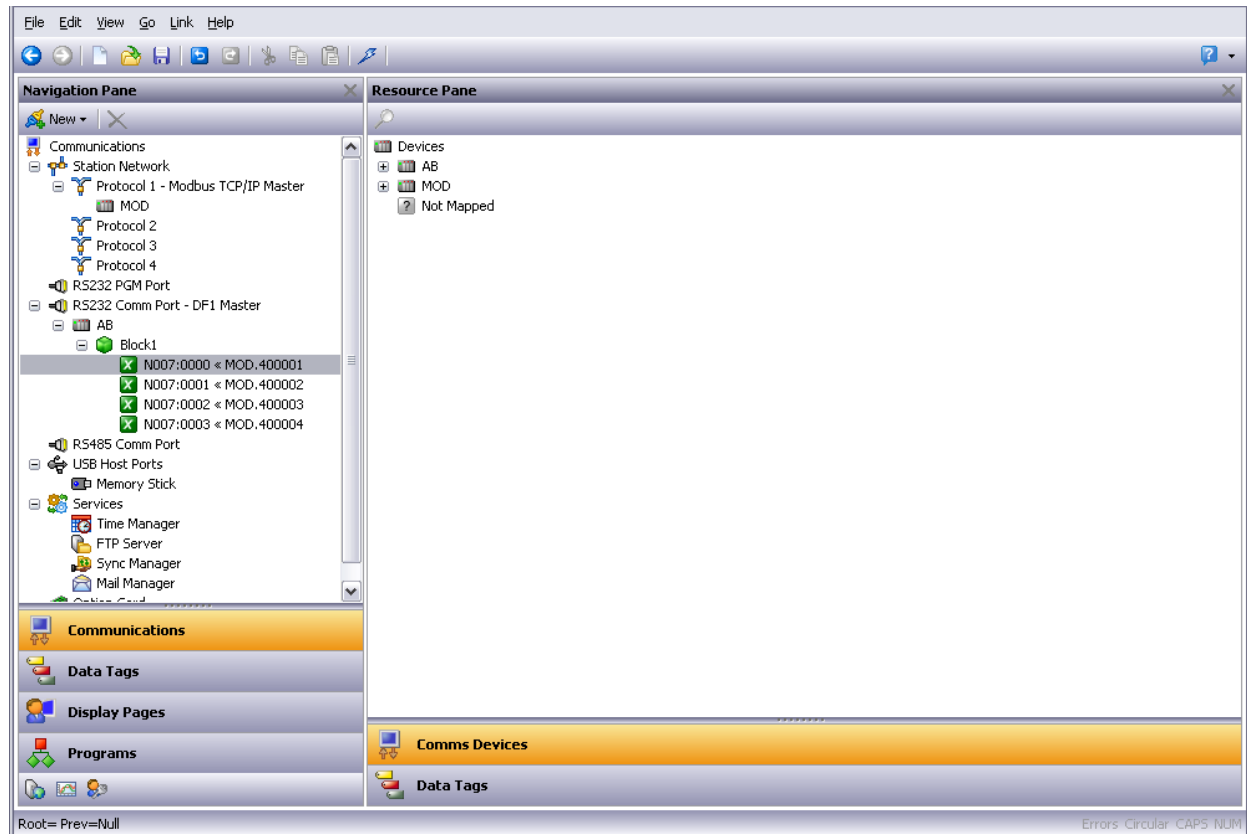 File Edit View Go Link Help
Navigation Pane
New
Communications
Station Network
Protocol 1 - Modbus TCP/IP Master
MOD
Protocol 2
Protocol 3
Protocol 4
RS232 PGM Port
RS232 Comm Port - DF1 Master
AB
Block1
N007:0000 « MOD.400001
N007:0001 « MOD.400002
N007:0002 « MOD.400003
N007:0003 « MOD.400004
RS485 Comm Port
USB Host Ports
Memory Stick
Services
Time Manager
FTP Server
Sync Manager
Mail Manager
Option Card
Communications
Data Tags
Display Pages
Programs
Resource Pane
Devices
AB
MOD
Not Mapped
Comms Devices
Data Tags
Root= Prev=Null
Errors Circular CAPS NUM